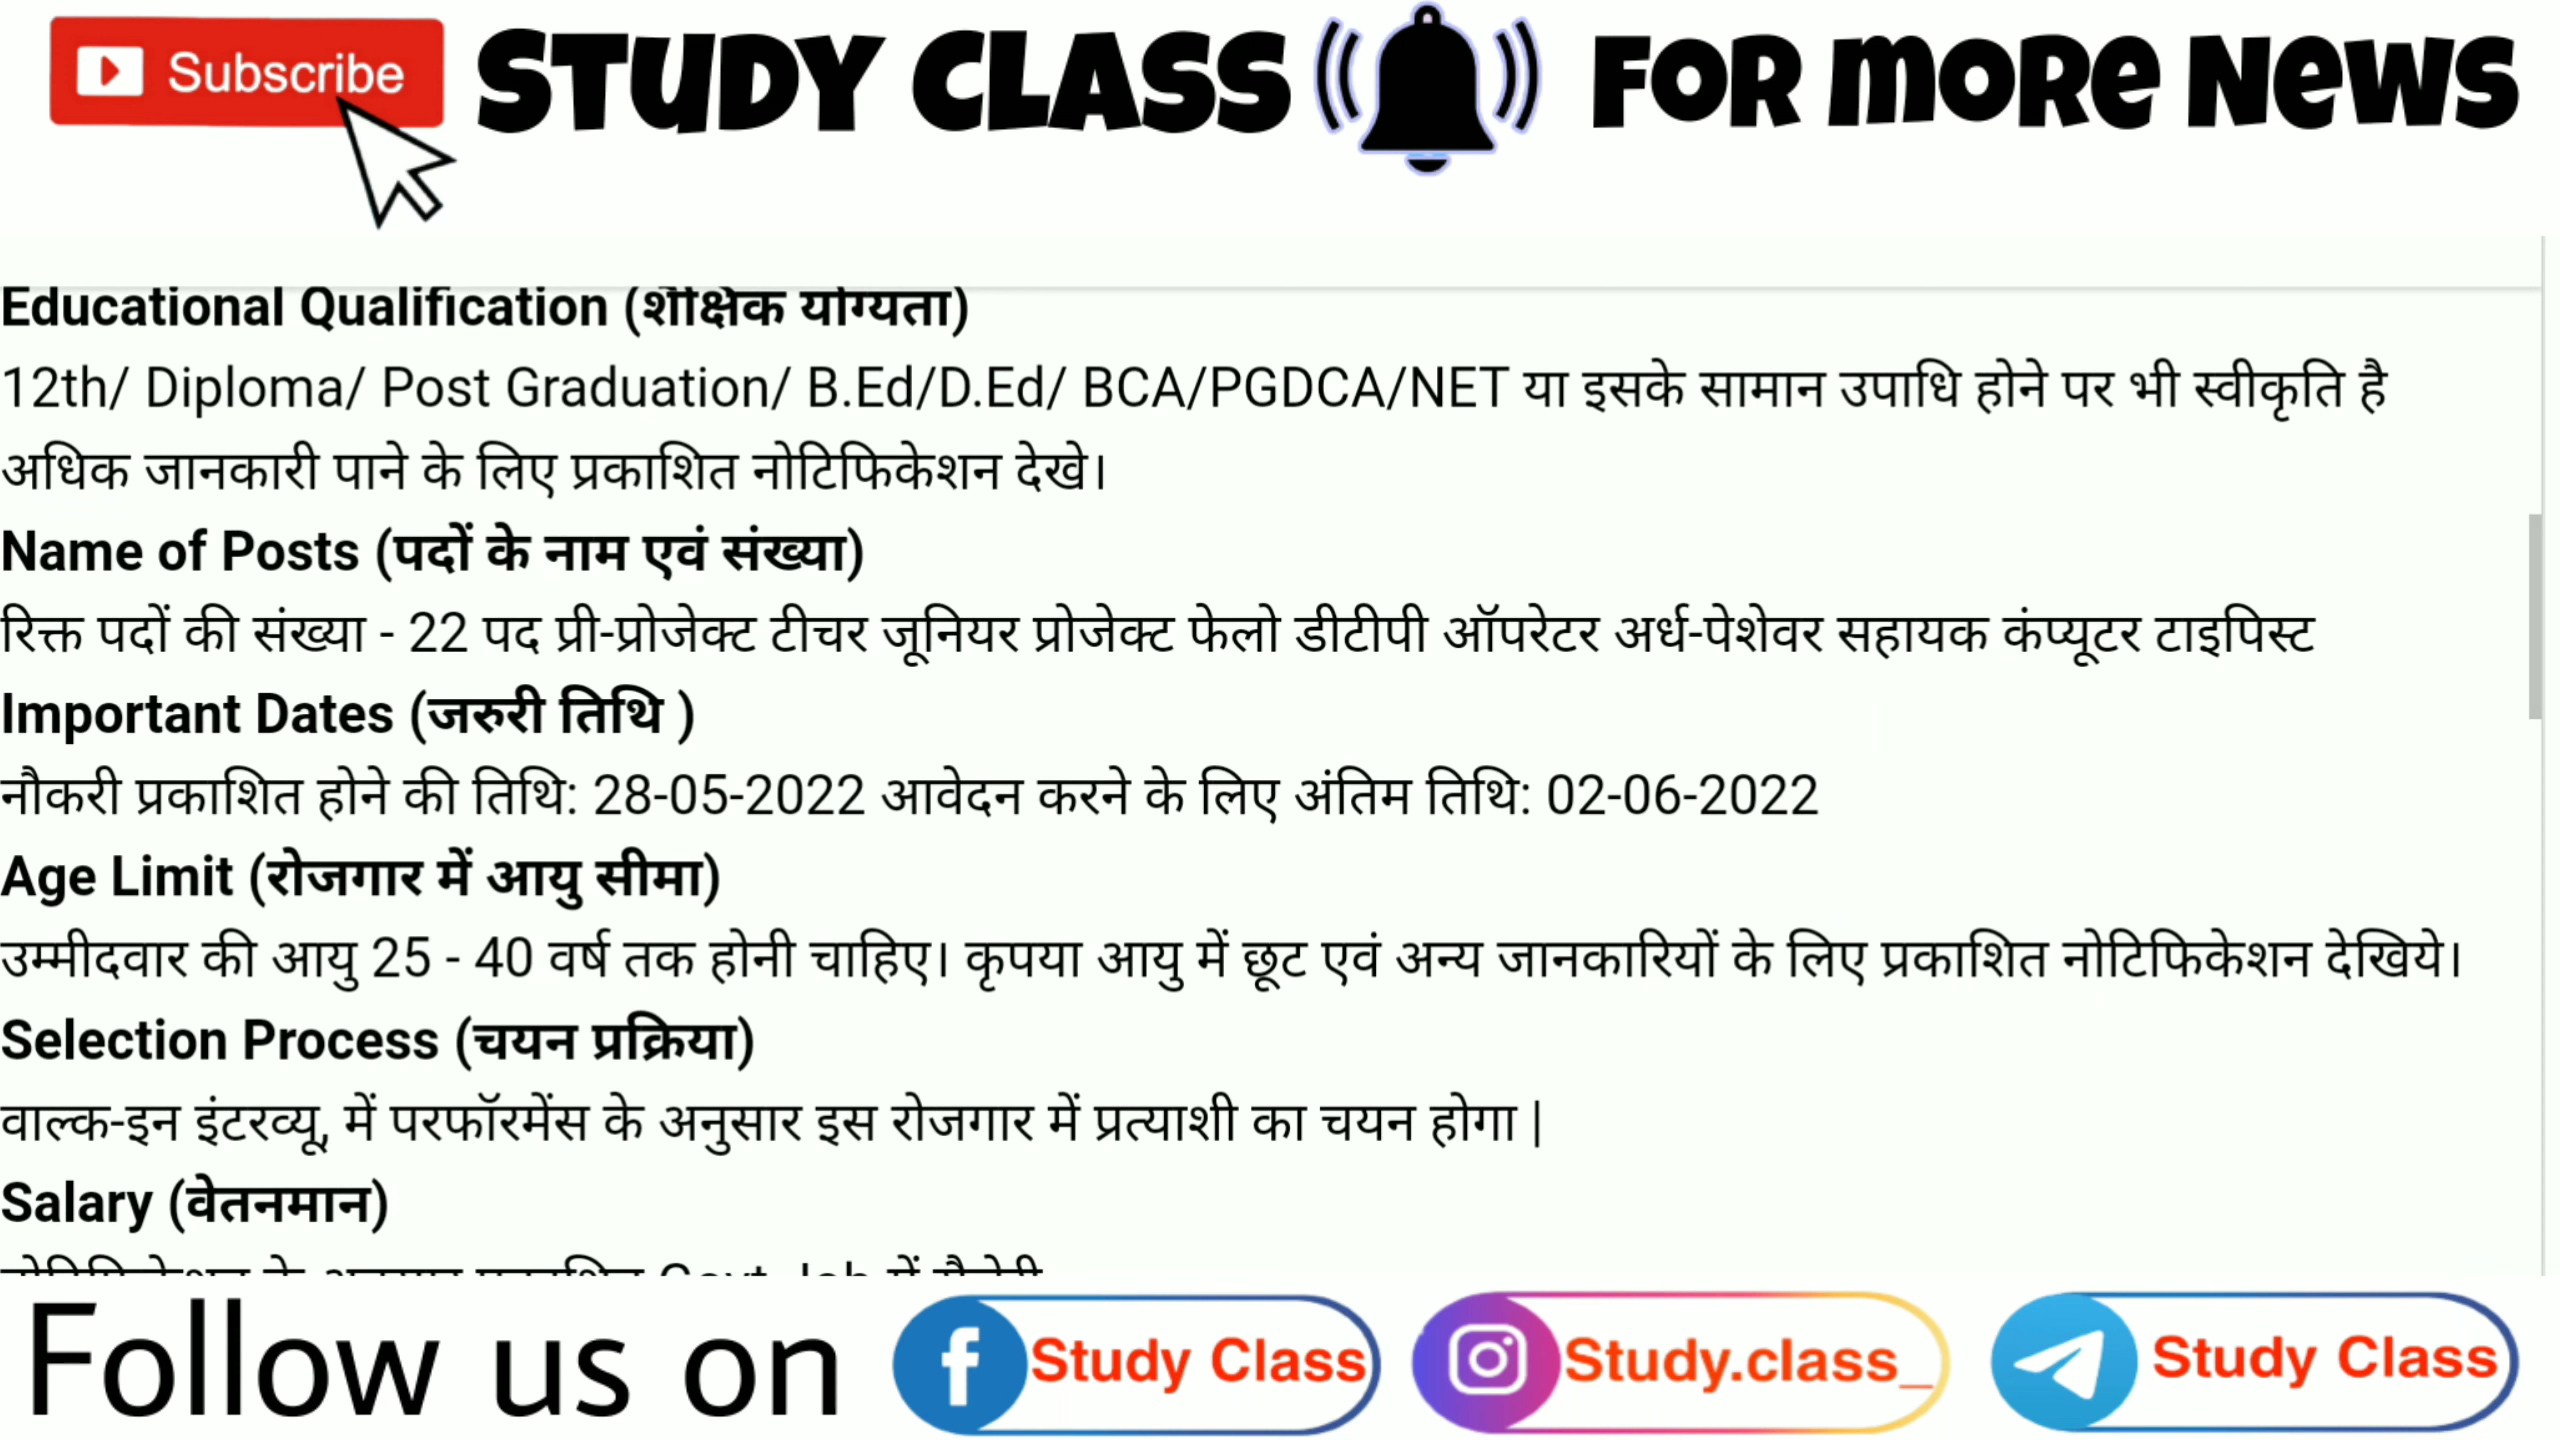 Subscribe STUDY CLASS FOR MORE NEWS
Educational Qualification (शैक्षिक योग्यता)
12th/ Diploma/ Post Graduation/ B.Ed/D.Ed/ BCA/PGDCA/NET या इसके सामान उपाधि होने पर भी स्वीकृति है
अधिक जानकारी पाने के लिए प्रकाशित नोटिफिकेशन देखे।
Name of Posts (पदों के नाम एवं संख्या)
रिक्त पदों की संख्या - 22 पद प्री-प्रोजेक्ट टीचर जूनियर प्रोजेक्ट फेलो डीटीपी ऑपरेटर अर्ध-पेशेवर सहायक कंप्यूटर टाइपिस्ट
Important Dates (जरुरी तिथि )
नौकरी प्रकाशित होने की तिथि: 28-05-2022 आवेदन करने के लिए अंतिम तिथि: 02-06-2022
Age Limit (रोजगार में आयु सीमा)
उम्मीदवार की आयु 25 - 40 वर्ष तक होनी चाहिए। कृपया आयु में छूट एवं अन्य जानकारियों के लिए प्रकाशित नोटिफिकेशन देखिये।
Selection Process (चयन प्रक्रिया)
वाल्क-इन इंटरव्यू, में परफॉरमेंस के अनुसार इस रोजगार में प्रत्याशी का चयन होगा |
Salary (वेतनमान)
Follow us on Study Class Study.class_ Study Class